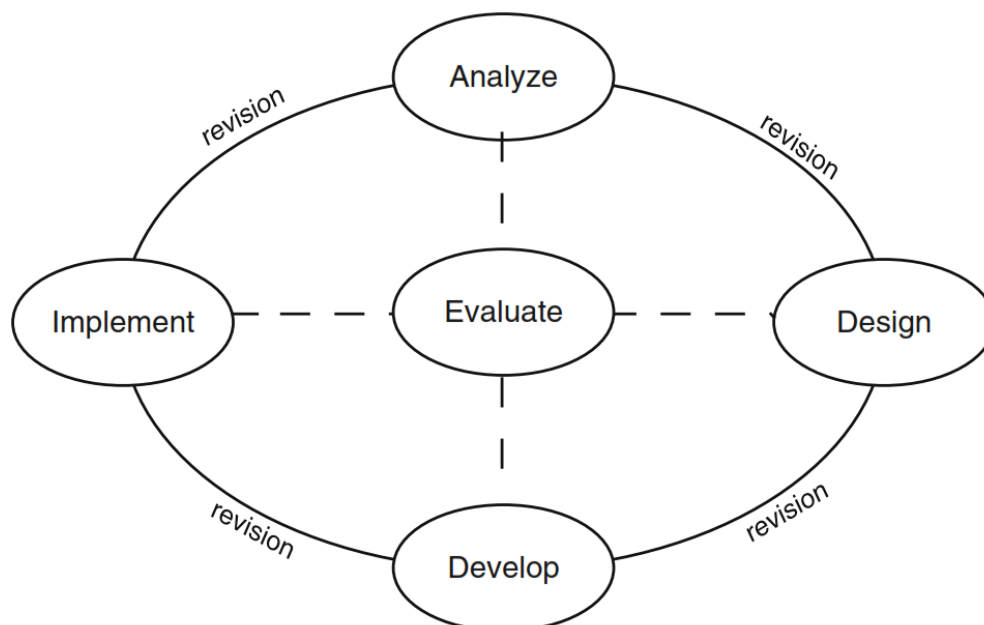 Analyze
revision
revision
Implement
Evaluate
Design
revision
revision
Develop